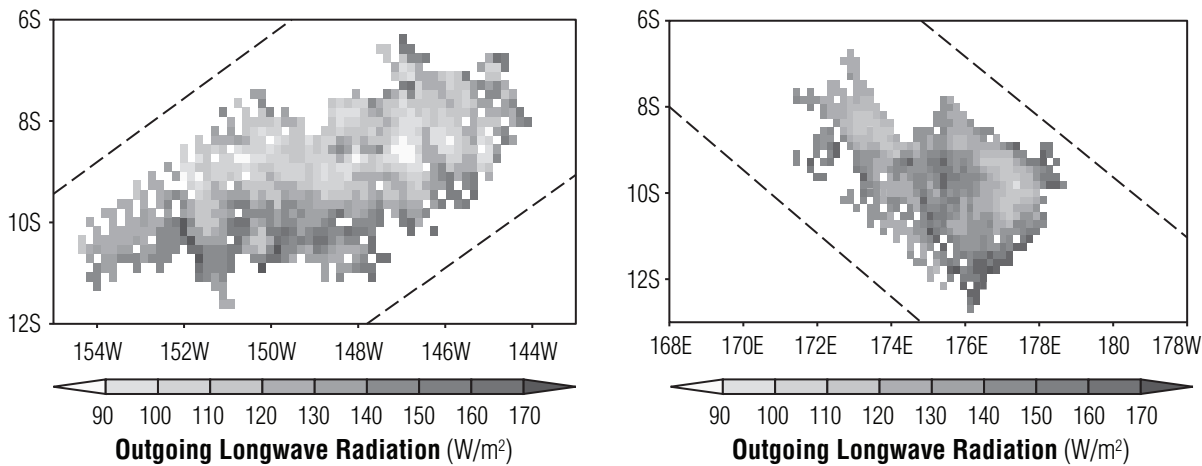 6S
8S
10S
12S
154W 152W 150W 148W 146W 144W
90 100 110 120 130 140 150 160 170
Outgoing Longwave Radiation (W/m²)
6S
8S
10S
12S
168E 170E 172E 174E 176E 178E 180 178W
90 100 110 120 130 140 150 160 170
Outgoing Longwave Radiation (W/m²)